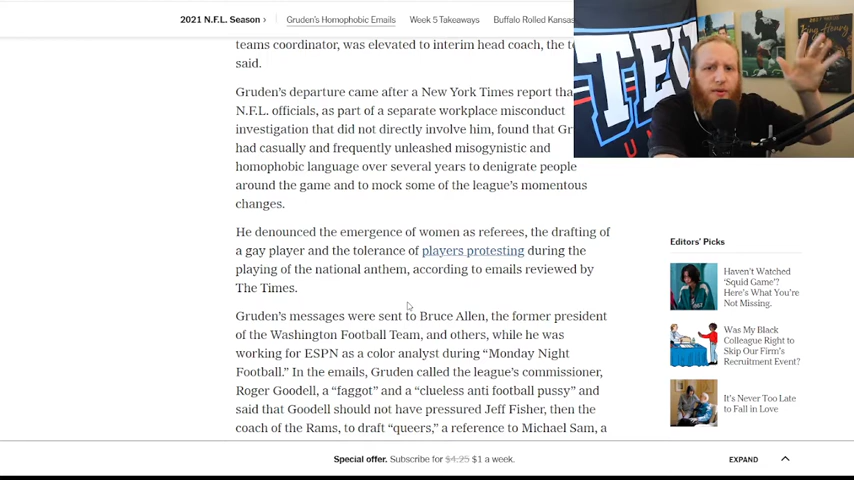 2021 N.F.L. Season › Gruden's Homophobic Emails Week 5 Takeaways Buffalo Rolled Kansas
teams coordinator, was elevated to interim head coach, the
said.
Gruden's departure came after a New York Times report
N.F.L. officials, as part of a separate workplace misconduct
investigation that did not directly involve him, found that
had casually and frequently unleashed misogynistic and
homophobic language over several years to denigrate people
around the game and to mock some of the league's momentous
changes.
He denounced the emergence of women as referees, the drafting of
a gay player and the tolerance of players protesting during the
playing of the national anthem, according to emails reviewed by
The Times.
Gruden's messages were sent to Bruce Allen, the former president
of the Washington Football Team, and others, while he was
working for ESPN as a color analyst during “Monday Night
Football.” In the emails, Gruden called the league's commissioner,
Roger Goodell, a “faggot” and a “clueless anti football pussy” and
said that Goodell should not have pressured Jeff Fisher, then the
coach of the Rams, to draft “queers,” a reference to Michael Sam, a
Editors' Picks
Haven't Watched
'Squid Game'?
Here's What You're
Not Missing.
Was My Black
Colleague Right to
Skip Our Firm's
Recruitment Event?
It's Never Too Late
to Fall in Love
Special offer. Subscribe for $4.25 $1 a week.
EXPAND